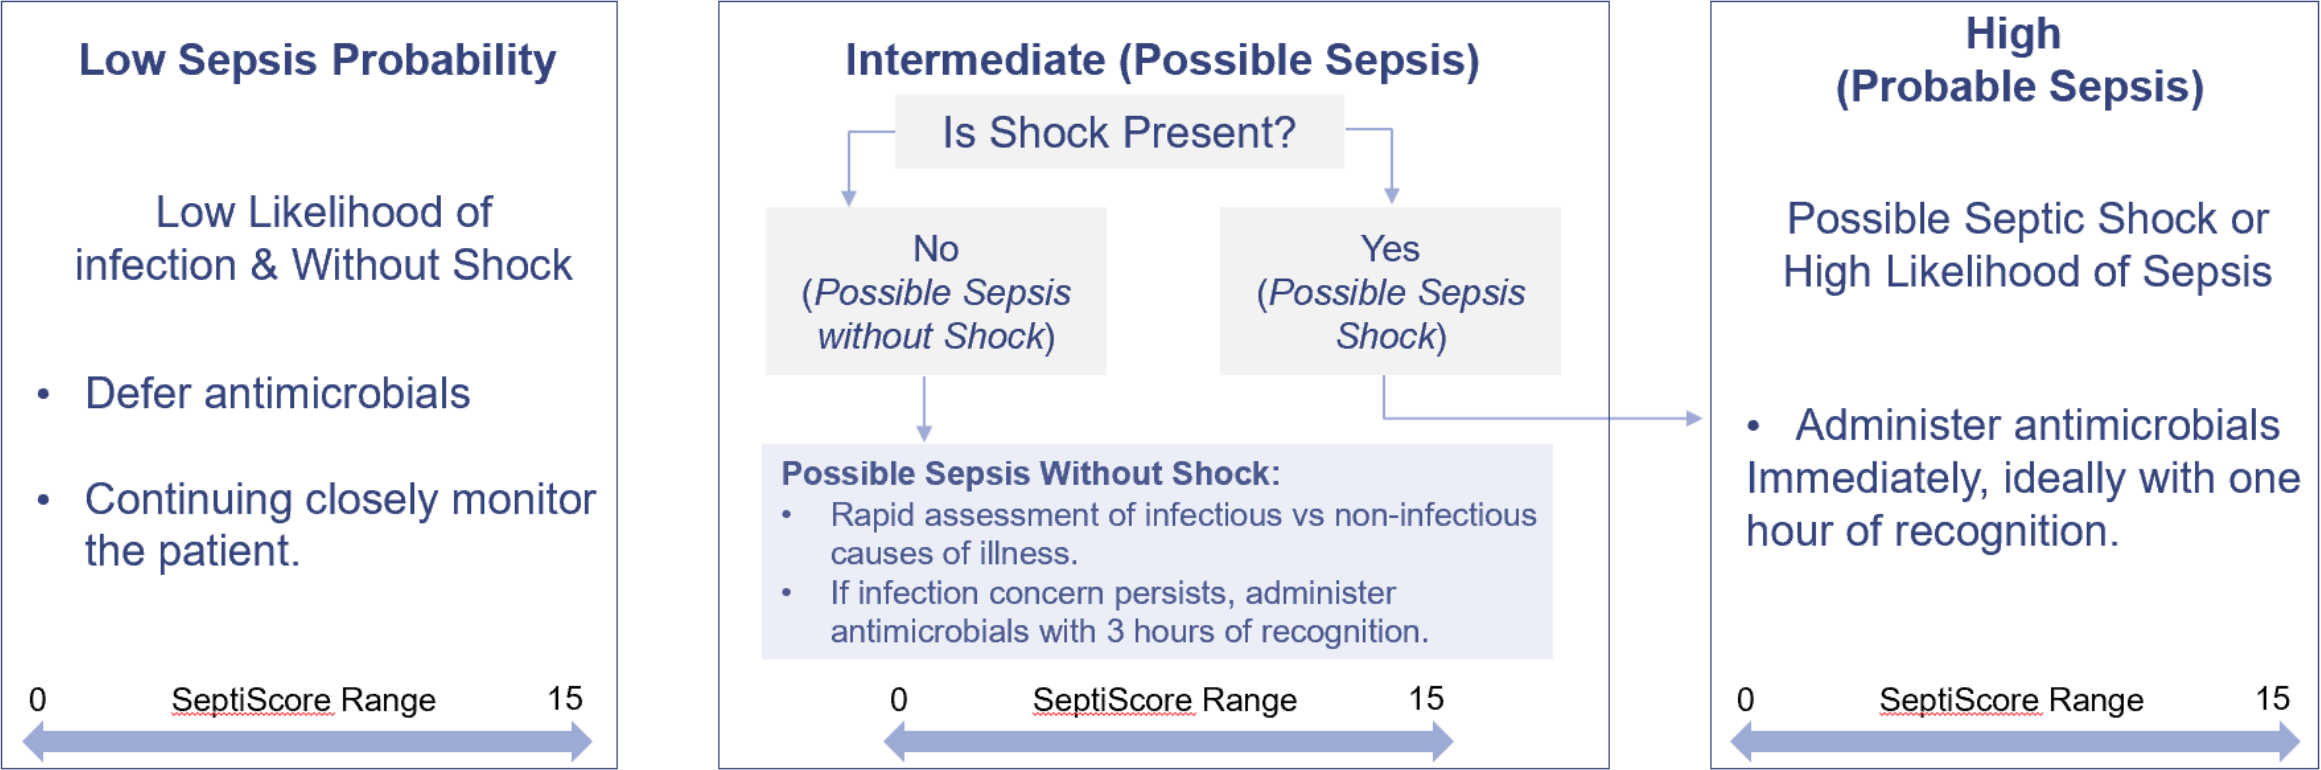 Low Sepsis Probability
Low Likelihood of
infection & Without Shock
• Defer antimicrobials
• Continuing closely monitor
the patient.
0 SeptiScore Range 15
Intermediate (Possible Sepsis)
Is Shock Present?
No
(Possible Sepsis
without Shock)
Yes
(Possible Sepsis
Shock)
Possible Sepsis Without Shock:
• Rapid assessment of infectious vs non-infectious
causes of illness.
• If infection concern persists, administer
antimicrobials with 3 hours of recognition.
0 SeptiScore Range 15
High
(Probable Sepsis)
Possible Septic Shock or
High Likelihood of Sepsis
• Administer antimicrobials
Immediately, ideally with one
hour of recognition.
0 SeptiScore Range 15